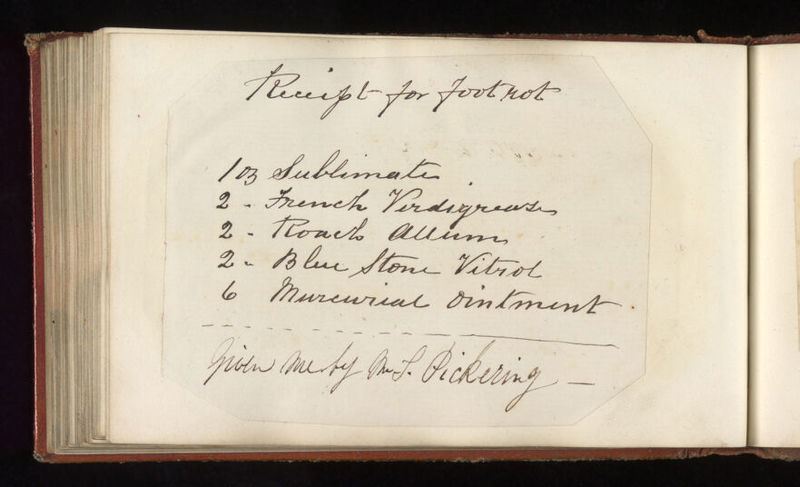 Receipt for foot rot
1 oz Sublimate
2 - French Verdigrease
2 - Roach Allum
2 - Blue Stone Vitrol
6 Murcurial Ointment
Given me by Mr S. Pickering —